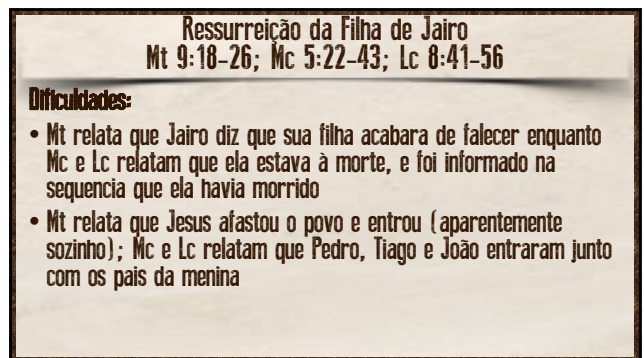 Ressurreição da Filha de Jairo
Mt 9:18-26; Mc 5:22-43; Lc 8:41-56
Dificuldades:
• Mt relata que Jairo diz que sua filha acabara de falecer enquanto
Mc e Lc relatam que ela estava à morte, e foi informado na
sequencia que ela havia morrido
• Mt relata que Jesus afastou o povo e entrou (aparentemente
sozinho); Mc e Lc relatam que Pedro, Tiago e João entraram junto
com os pais da menina